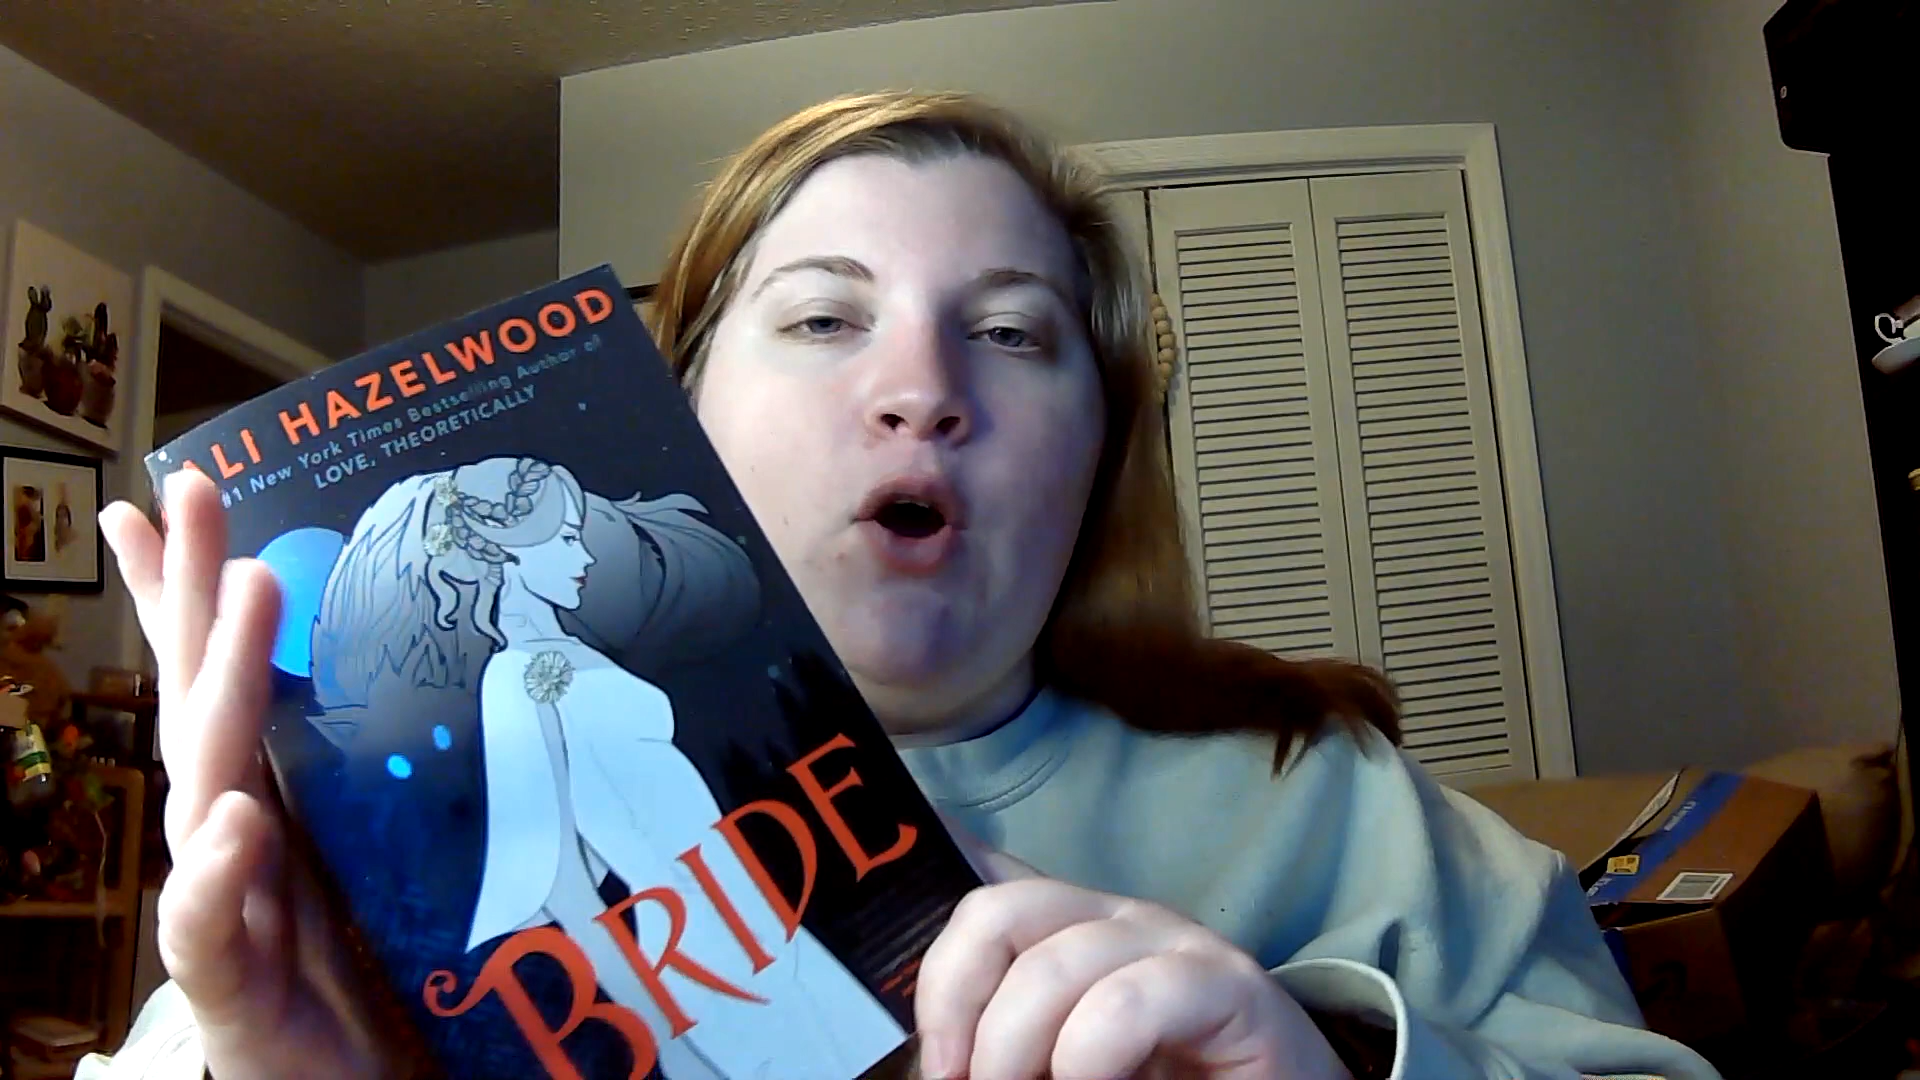 ALI HAZELWOOD
#1 New York Times Bestselling Author of
LOVE, THEORETICALLY
BRIDE